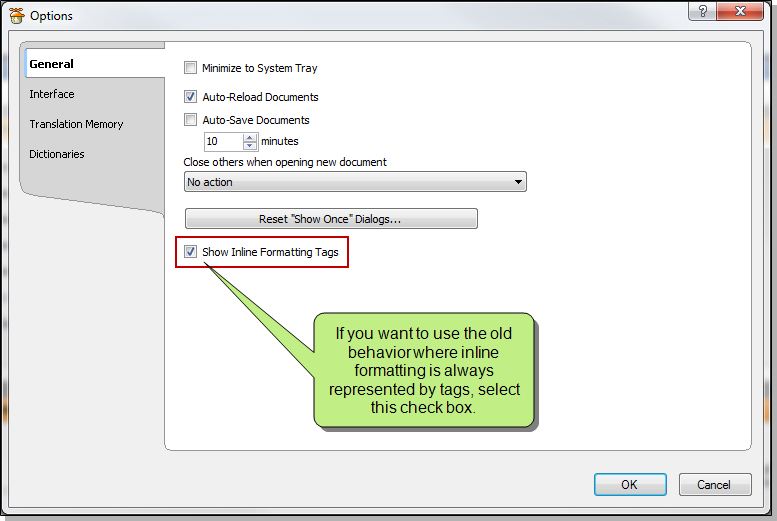 Options
?
General
Interface
Translation Memory
Dictionaries
Minimize to System Tray
Auto-Reload Documents
Auto-Save Documents
10 minutes
Close others when opening new document
No action
Reset "Show Once" Dialogs...
Show Inline Formatting Tags
If you want to use the old
behavior where inline
formatting is always
represented by tags, select
this check box.
OK
Cancel